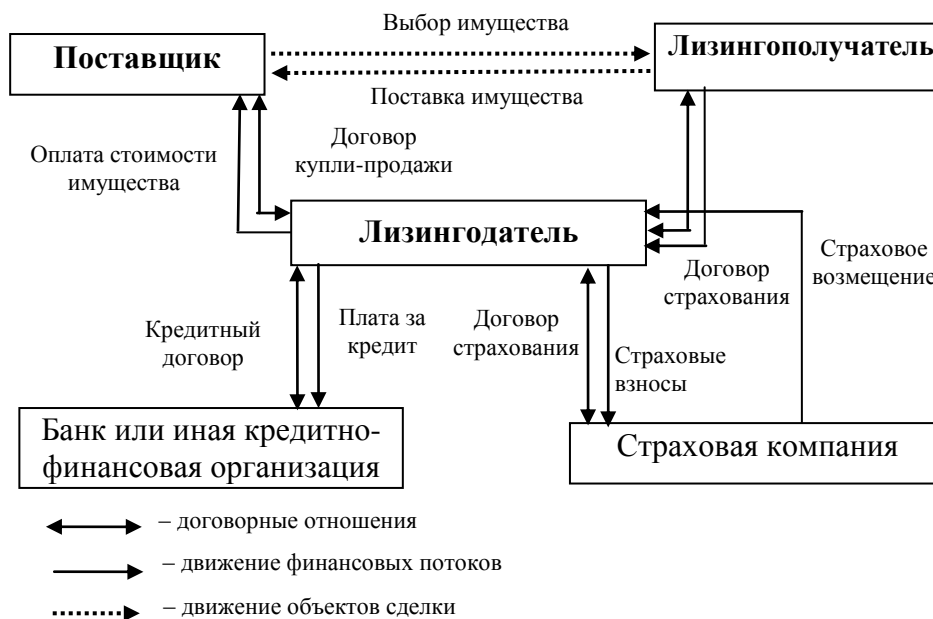 Выбор имущества
Поставщик
Лизингополучатель
Поставка имущества
Оплата стоимости
имущества
Договор
купли-продажи
Лизингодатель
Страховое
возмещение
Договор
страхования
Кредитный
договор
Плата за
кредит
Договор
страхования
Страховые
взносы
Банк или иная кредитно-
финансовая организация
Страховая компания
– договорные отношения
– движение финансовых потоков
– движение объектов сделки